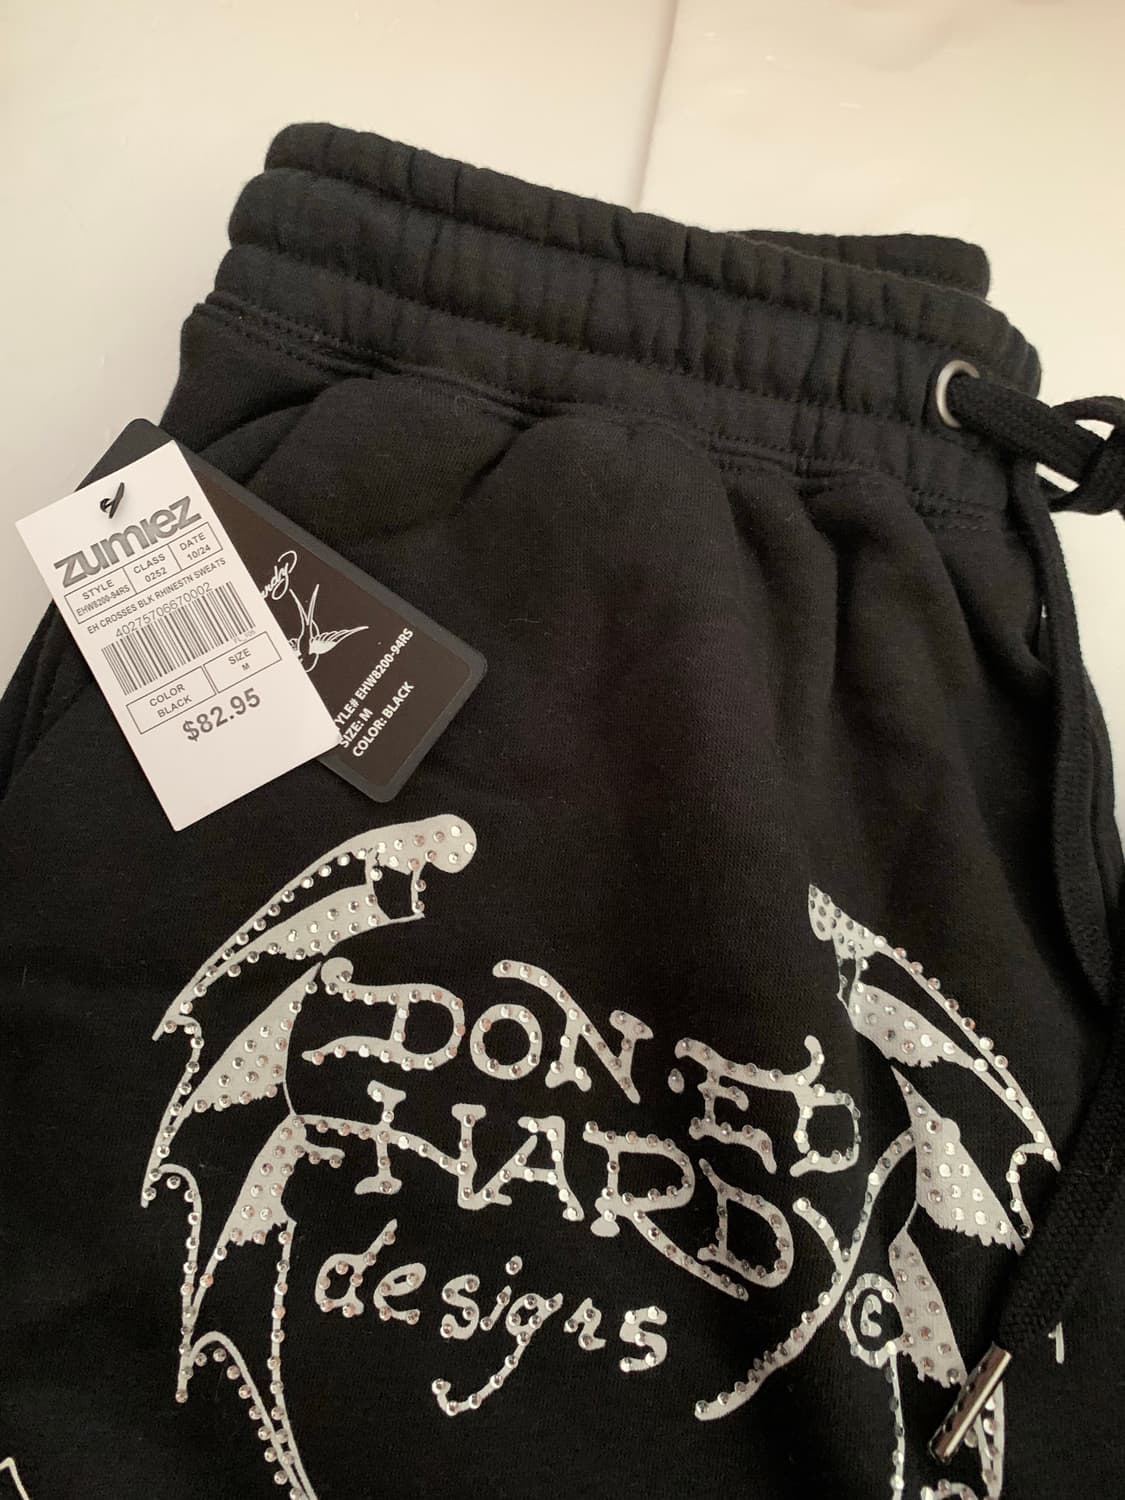 zumiez
STYLE CLASS DATE
EHW8200-94RS 0252 10/24
EH CROSSES BLK RHINESTN SWEATS
40275706670002
COLOR SIZE
BLACK M
$82.95
STYLE# EHW8200-94RS
SIZE: M
COLOR: BLACK
DON ED
HARDY
designs
©